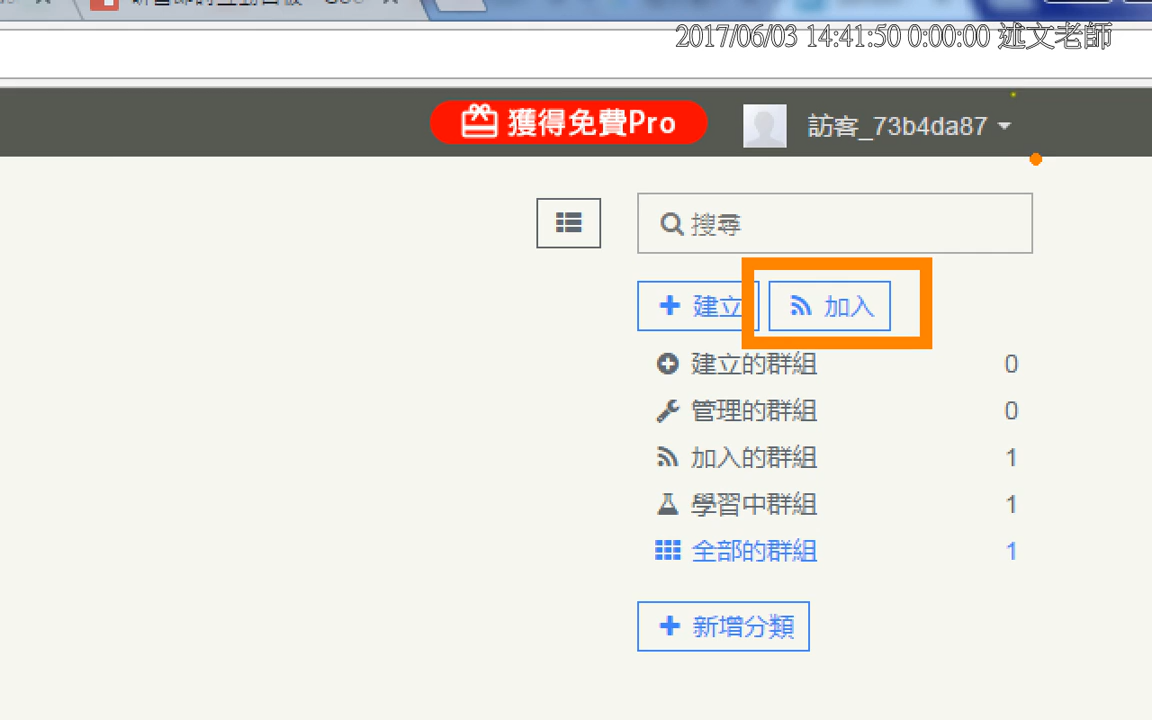 2017/06/03 14:41:50 0:00:00 述文老師
獲得免費Pro
訪客_73b4da87
搜尋
建立
加入
建立的群組 0
管理的群組 0
加入的群組 1
學習中群組 1
全部的群組 1
新增分類